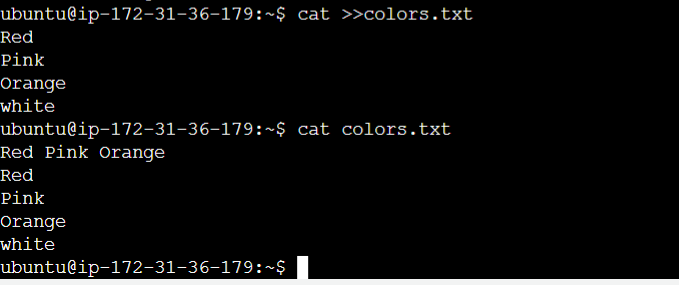 ubuntu@ip-172-31-36-179:~$ cat >>colors.txt
Red
Pink
Orange
white
ubuntu@ip-172-31-36-179:~$ cat colors.txt
Red Pink Orange
Red
Pink
Orange
white
ubuntu@ip-172-31-36-179:~$